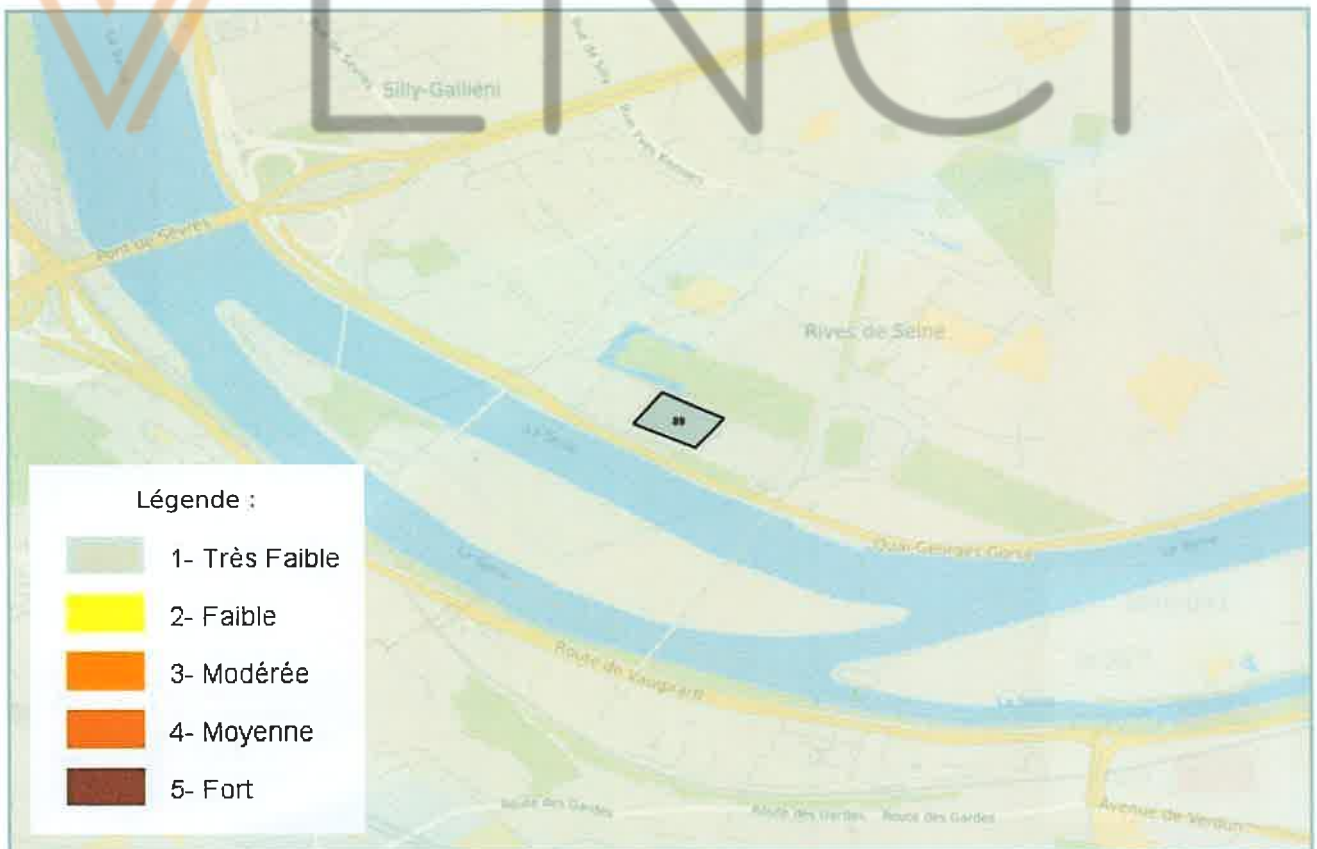 VENCI
Silly-Gallieni
Pont de Sèvres
Rives de Seine
La Seine
Quai Georges Gorse
La Seine
La Seine
Route de Vaugirard
La Seine
Route des Gardes
Route des Gardes
Route des Gardes
Avenue de Verdun
Légende :
1- Très Faible
2- Faible
3- Modérée
4- Moyenne
5- Fort